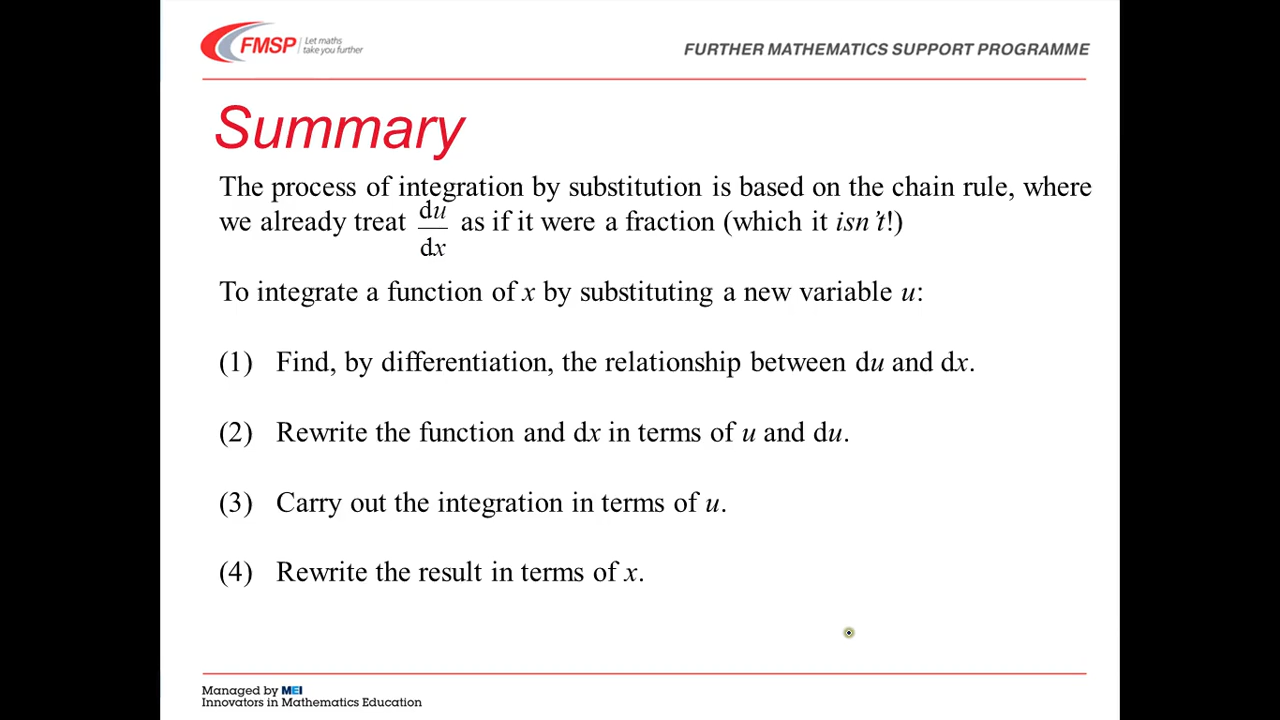 FMSP Let maths
take you further
FURTHER MATHEMATICS SUPPORT PROGRAMME
Summary
The process of integration by substitution is based on the chain rule, where
we already treat du/dx as if it were a fraction (which it isn't!)
To integrate a function of x by substituting a new variable u:
(1) Find, by differentiation, the relationship between du and dx.
(2) Rewrite the function and dx in terms of u and du.
(3) Carry out the integration in terms of u.
(4) Rewrite the result in terms of x.
Managed by MEI
Innovators in Mathematics Education